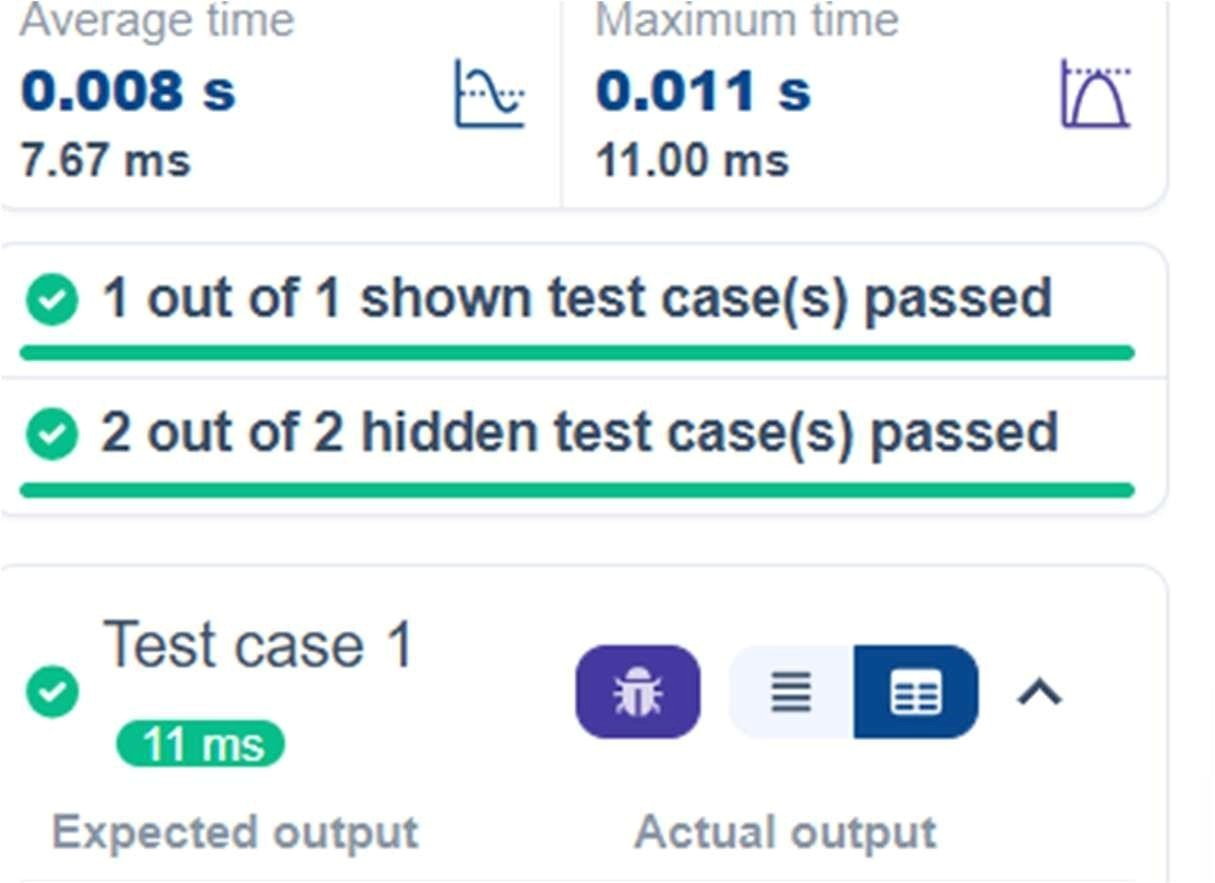 Average time
0.008 s
7.67 ms
Maximum time
0.011 s
11.00 ms
1 out of 1 shown test case(s) passed
2 out of 2 hidden test case(s) passed
Test case 1
11 ms
Expected output
Actual output